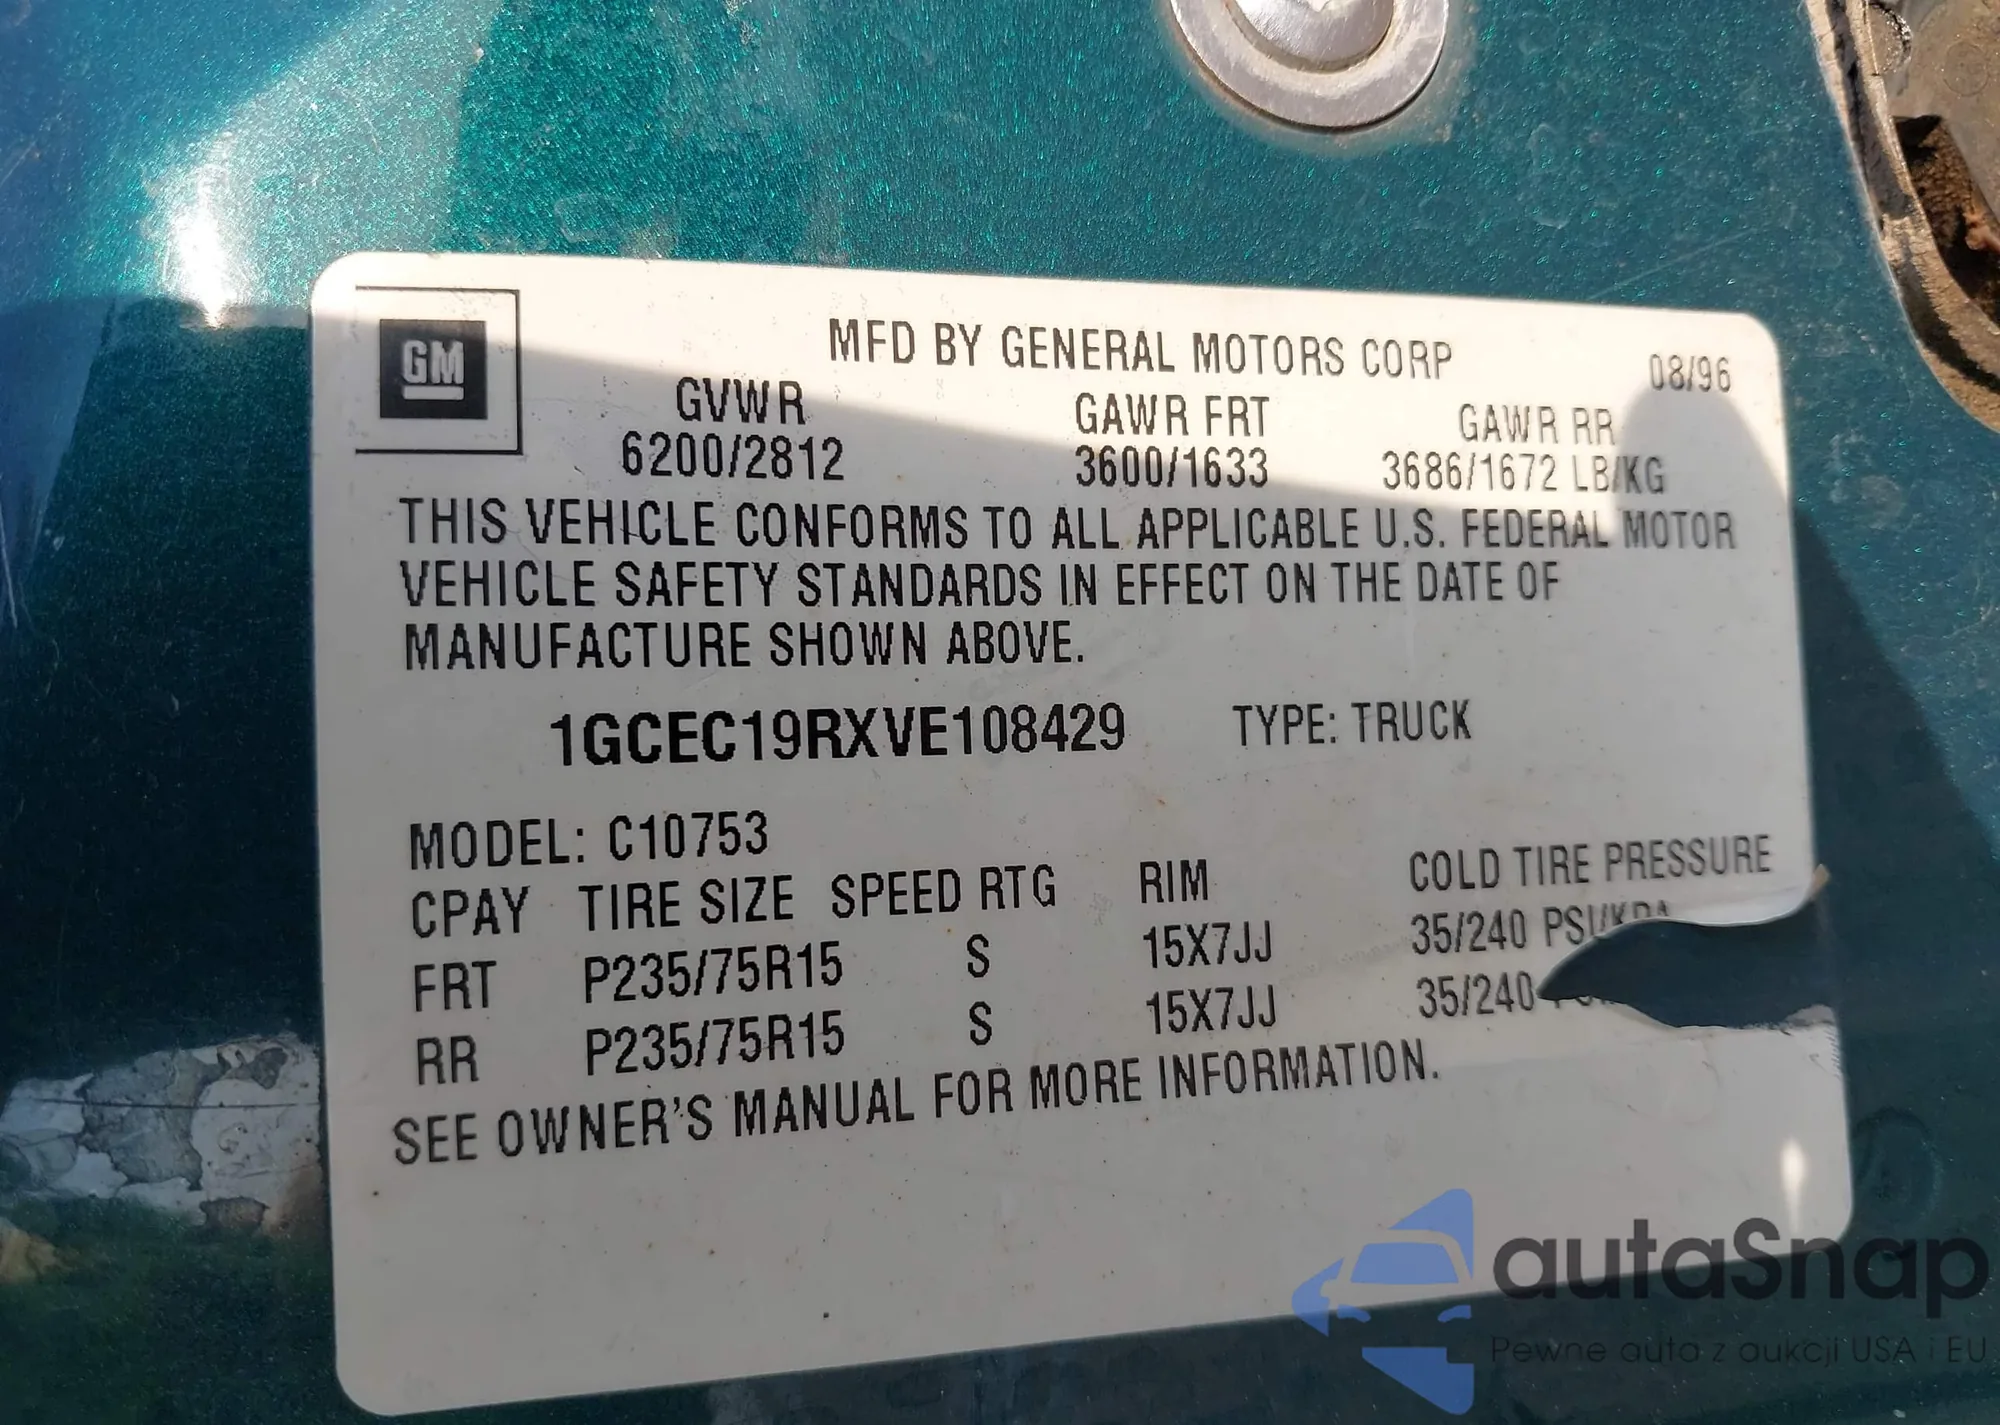 GM
MFD BY GENERAL MOTORS CORP
08/96
GVWR GAWR FRT GAWR RR
6200/2812 3600/1633 3686/1672 LB/KG
THIS VEHICLE CONFORMS TO ALL APPLICABLE U.S. FEDERAL MOTOR
VEHICLE SAFETY STANDARDS IN EFFECT ON THE DATE OF
MANUFACTURE SHOWN ABOVE.
1GCEC19RXVE108429 TYPE: TRUCK
MODEL: C10753
CPAY TIRE SIZE SPEED RTG RIM COLD TIRE PRESSURE
FRT P235/75R15 S 15X7JJ 35/240 PSI/KPA
RR P235/75R15 S 15X7JJ 35/240
SEE OWNER'S MANUAL FOR MORE INFORMATION.
autaSnap
Pewne auta z aukcji USA i EU